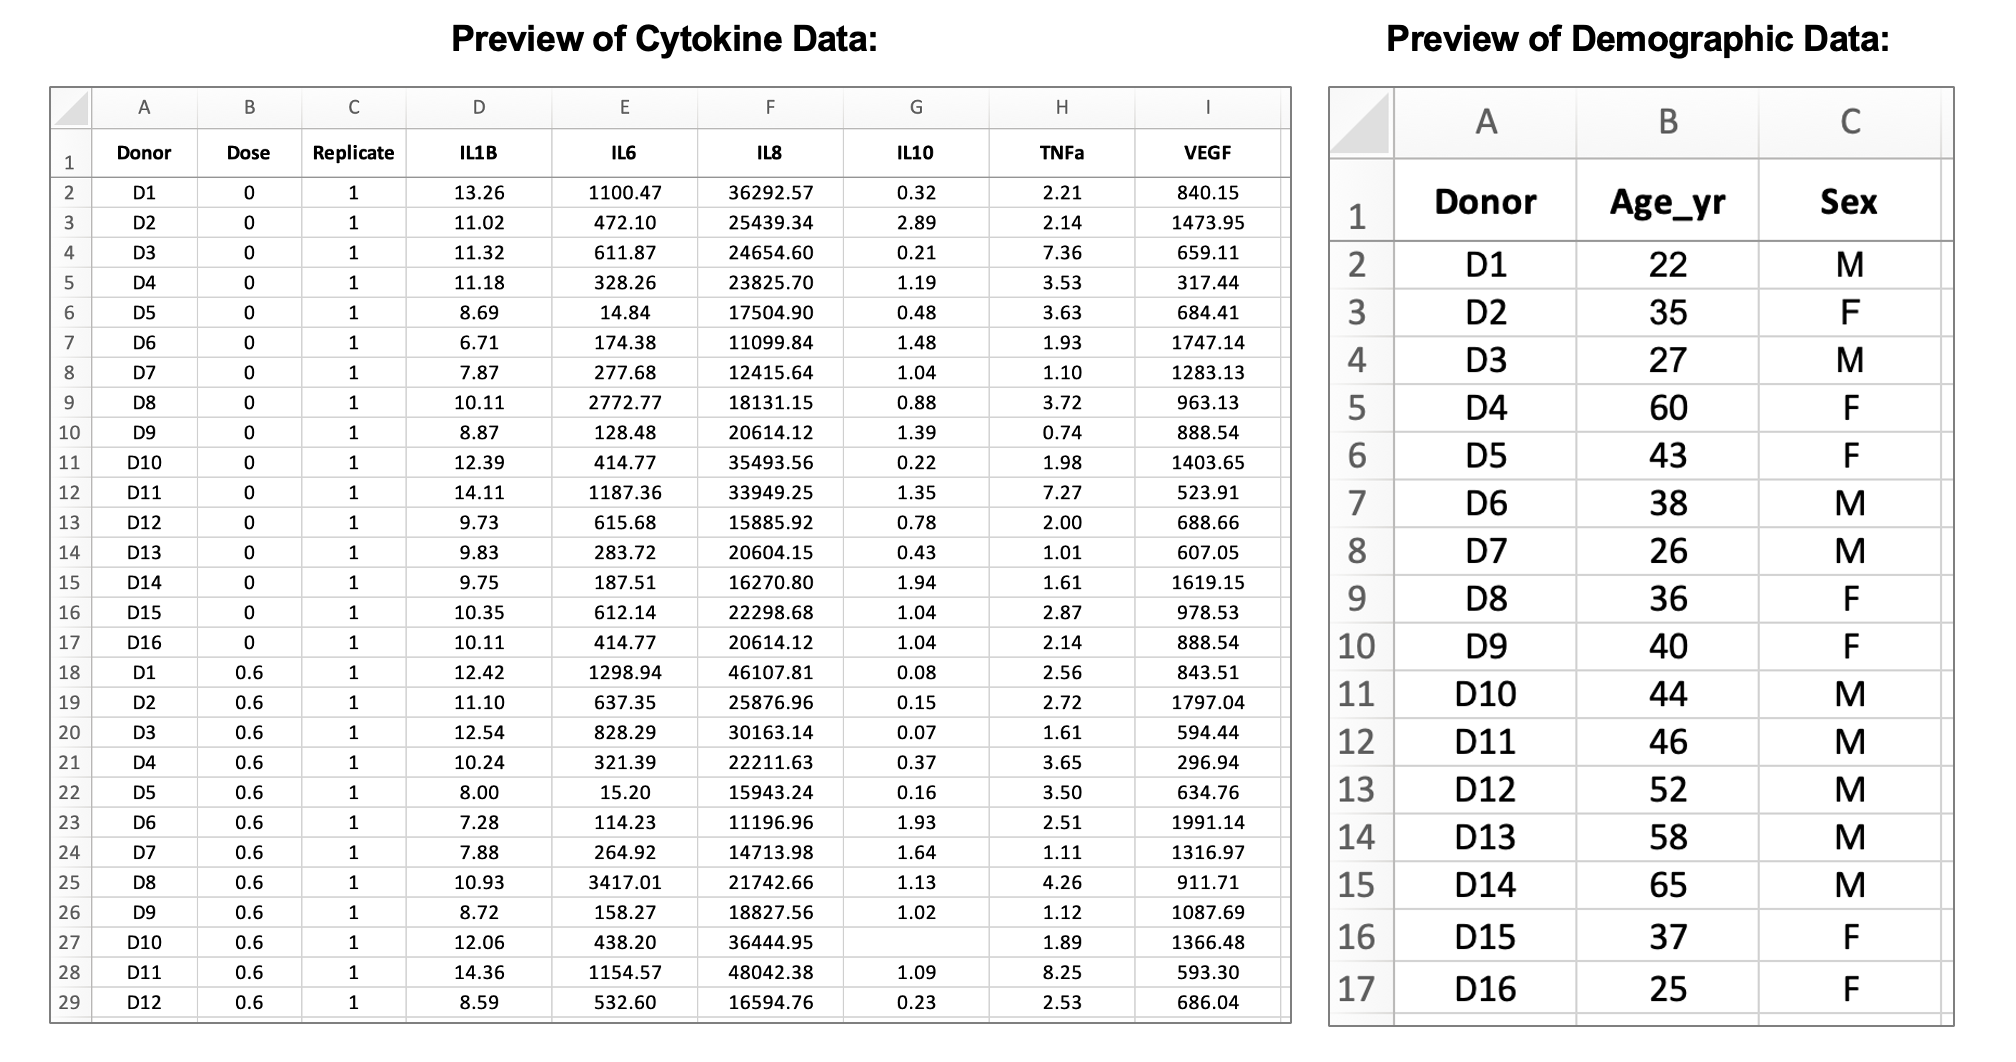 Preview of Cytokine Data:
A B C D E F G H I
1 Donor Dose Replicate IL1B IL6 IL8 IL10 TNFa VEGF
2 D1 0 1 13.26 1100.47 36292.57 0.32 2.21 840.15
3 D2 0 1 11.02 472.10 25439.34 2.89 2.14 1473.95
4 D3 0 1 11.32 611.87 24654.60 0.21 7.36 659.11
5 D4 0 1 11.18 328.26 23825.70 1.19 3.53 317.44
6 D5 0 1 8.69 14.84 17504.90 0.48 3.63 684.41
7 D6 0 1 6.71 174.38 11099.84 1.48 1.93 1747.14
8 D7 0 1 7.87 277.68 12415.64 1.04 1.10 1283.13
9 D8 0 1 10.11 2772.77 18131.15 0.88 3.72 963.13
10 D9 0 1 8.87 128.48 20614.12 1.39 0.74 888.54
11 D10 0 1 12.39 414.77 35493.56 0.22 1.98 1403.65
12 D11 0 1 14.11 1187.36 33949.25 1.35 7.27 523.91
13 D12 0 1 9.73 615.68 15885.92 0.78 2.00 688.66
14 D13 0 1 9.83 283.72 20604.15 0.43 1.01 607.05
15 D14 0 1 9.75 187.51 16270.80 1.94 1.61 1619.15
16 D15 0 1 10.35 612.14 22298.68 1.04 2.87 978.53
17 D16 0 1 10.11 414.77 20614.12 1.04 2.14 888.54
18 D1 0.6 1 12.42 1298.94 46107.81 0.08 2.56 843.51
19 D2 0.6 1 11.10 637.35 25876.96 0.15 2.72 1797.04
20 D3 0.6 1 12.54 828.29 30163.14 0.07 1.61 594.44
21 D4 0.6 1 10.24 321.39 22211.63 0.37 3.65 296.94
22 D5 0.6 1 8.00 15.20 15943.24 0.16 3.50 634.76
23 D6 0.6 1 7.28 114.23 11196.96 1.93 2.51 1991.14
24 D7 0.6 1 7.88 264.92 14713.98 1.64 1.11 1316.97
25 D8 0.6 1 10.93 3417.01 21742.66 1.13 4.26 911.71
26 D9 0.6 1 8.72 158.27 18827.56 1.02 1.12 1087.69
27 D10 0.6 1 12.06 438.20 36444.95 1.89 1366.48
28 D11 0.6 1 14.36 1154.57 48042.38 1.09 8.25 593.30
29 D12 0.6 1 8.59 532.60 16594.76 0.23 2.53 686.04
Preview of Demographic Data:
A B C
1 Donor Age_yr Sex
2 D1 22 M
3 D2 35 F
4 D3 27 M
5 D4 60 F
6 D5 43 F
7 D6 38 M
8 D7 26 M
9 D8 36 F
10 D9 40 F
11 D10 44 M
12 D11 46 M
13 D12 52 M
14 D13 58 M
15 D14 65 M
16 D15 37 F
17 D16 25 F